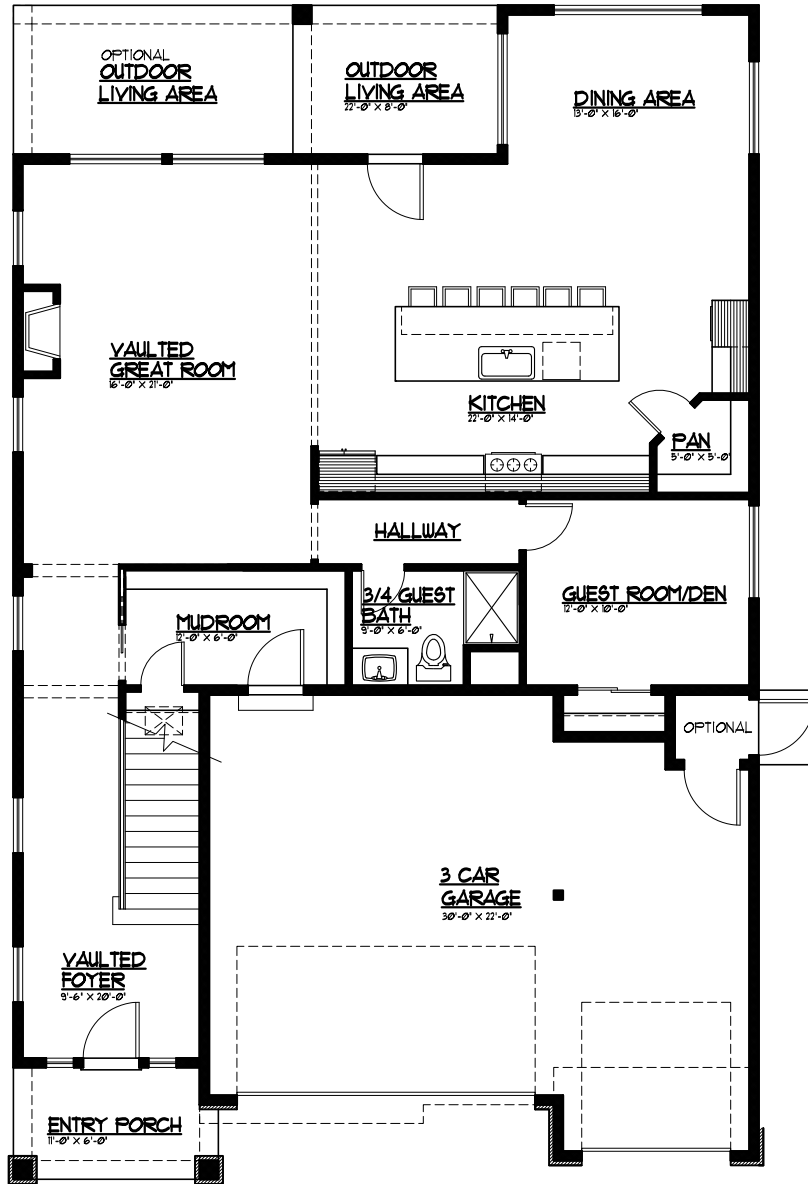 OPTIONAL
OUTDOOR
LIVING AREA
OUTDOOR
LIVING AREA
22'-0" X 8'-0"
DINING AREA
13'-0" X 16'-0"
VAULTED
GREAT ROOM
16'-0" X 21'-0"
KITCHEN
22'-0" X 14'-0"
PAN
5'-0" X 5'-0"
HALLWAY
3/4 GUEST
BATH
9'-0" X 6'-0"
GUEST ROOM/DEN
12'-0" X 10'-0"
MUDROOM
12'-0" X 6'-0"
OPTIONAL
3 CAR
GARAGE
30'-0" X 22'-0"
VAULTED
FOYER
9'-6" X 20'-0"
ENTRY PORCH
11'-0" X 6'-0"